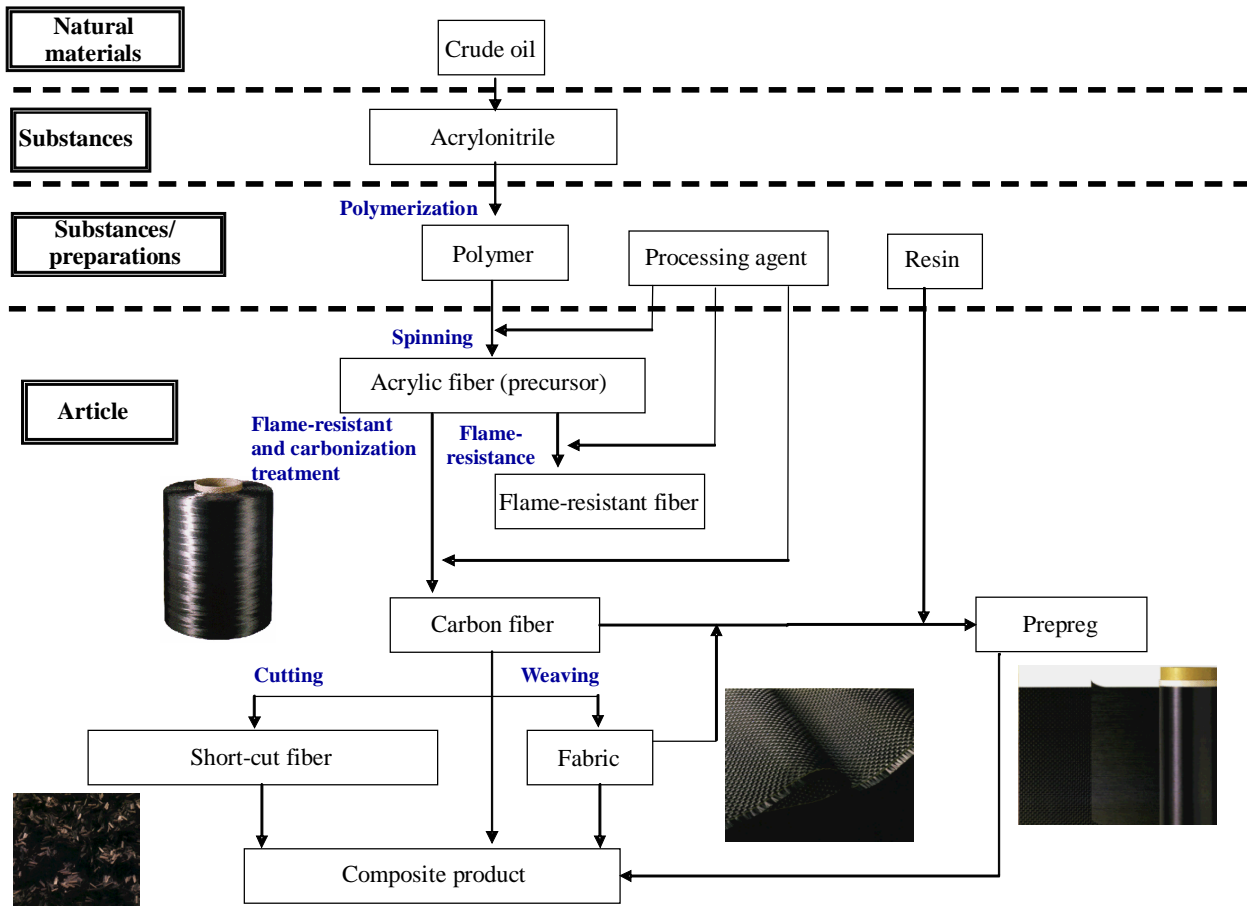 Natural
materials
Crude oil
Substances
Acrylonitrile
Polymerization
Substances/
preparations
Polymer
Processing agent
Resin
Spinning
Acrylic fiber (precursor)
Article
Flame-resistant
and carbonization
treatment
Flame-
resistance
Flame-resistant fiber
Carbon fiber
Prepreg
Cutting
Weaving
Short-cut fiber
Fabric
Composite product